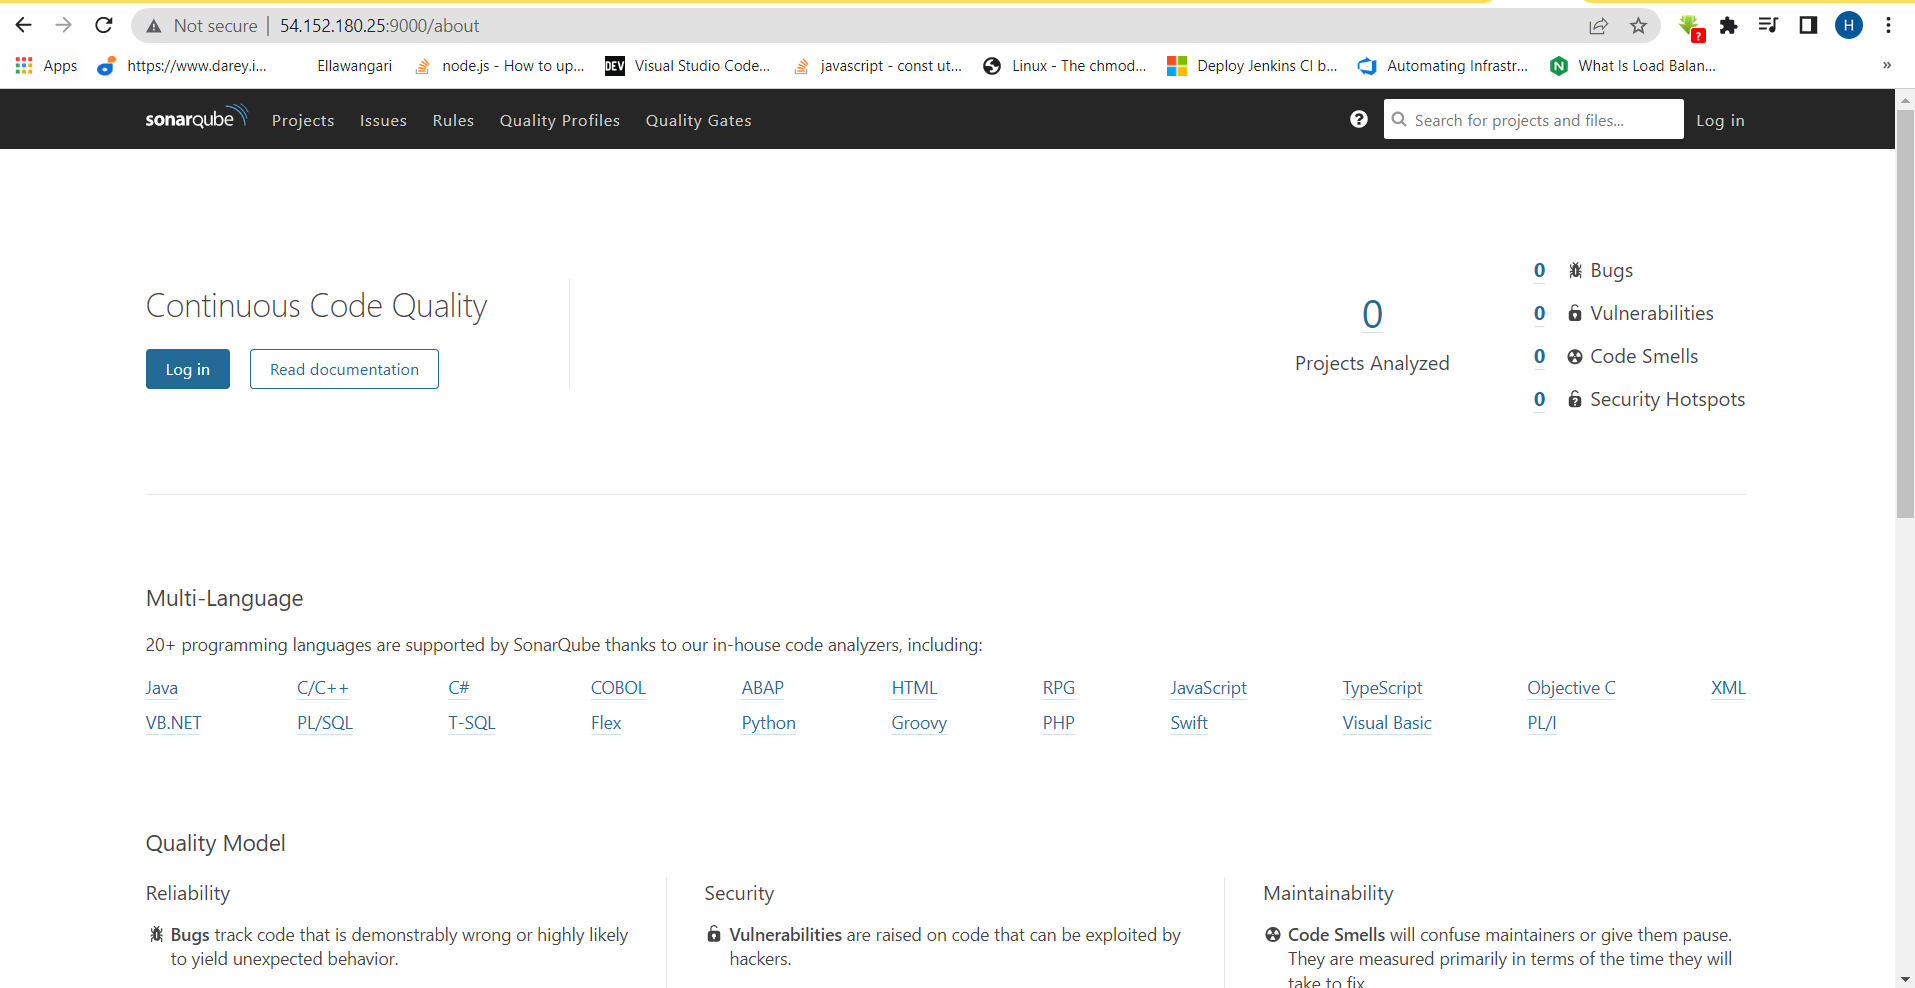 Not secure | 54.152.180.25:9000/about
?
H
Apps https://www.darey.i... Ellawangari node.js - How to up... DEV Visual Studio Code... javascript - const ut... Linux - The chmod... Deploy Jenkins CI b... Automating Infrastr... N What Is Load Balan... »
sonarqube Projects Issues Rules Quality Profiles Quality Gates ? Search for projects and files... Log in
0 Bugs
Continuous Code Quality
0
0 Vulnerabilities
Log in Read documentation
Projects Analyzed
0 Code Smells
0 Security Hotspots
Multi-Language
20+ programming languages are supported by SonarQube thanks to our in-house code analyzers, including:
Java C/C++ C# COBOL ABAP HTML RPG JavaScript TypeScript Objective C XML
VB.NET PL/SQL T-SQL Flex Python Groovy PHP Swift Visual Basic PL/I
Quality Model
Reliability
Bugs track code that is demonstrably wrong or highly likely
to yield unexpected behavior.
Security
Vulnerabilities are raised on code that can be exploited by
hackers.
Maintainability
Code Smells will confuse maintainers or give them pause.
They are measured primarily in terms of the time they will
take to fix.